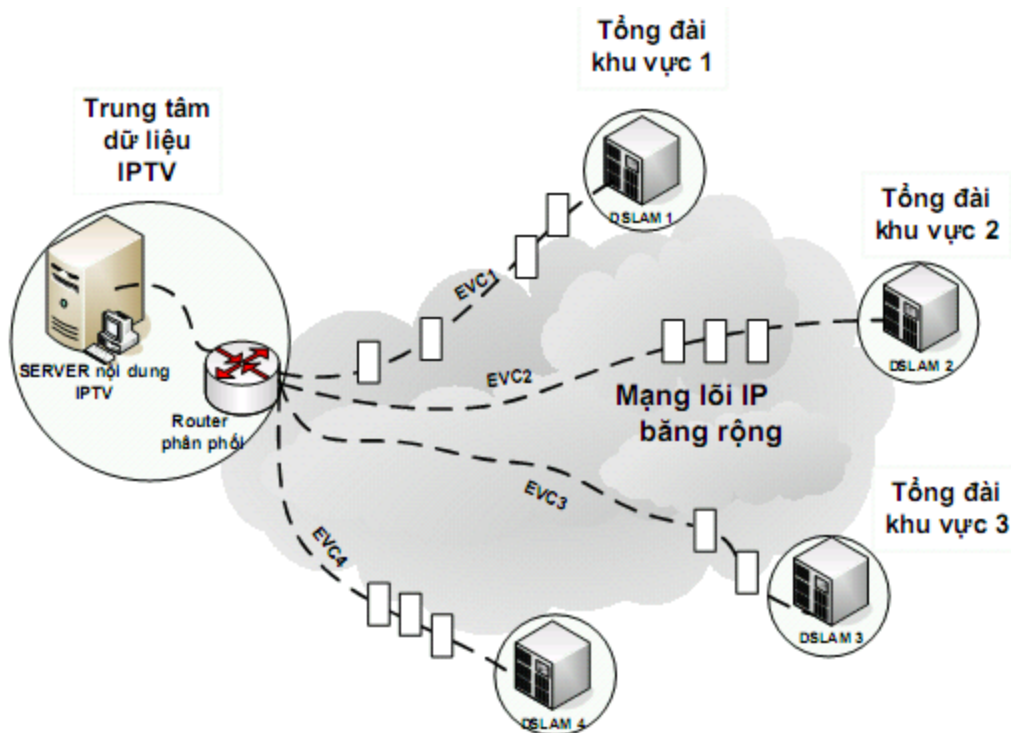 Tổng đài
khu vực 1
Trung tâm
dữ liệu
IPTV
DSLAM 1
Tổng đài
khu vực 2
EVC1
SERVER nội dung
IPTV
Router
phân phối
EVC2
DSLAM 2
Mạng lõi IP
băng rộng
EVC3
Tổng đài
khu vực 3
EVC4
DSLAM 3
DSLAM 4